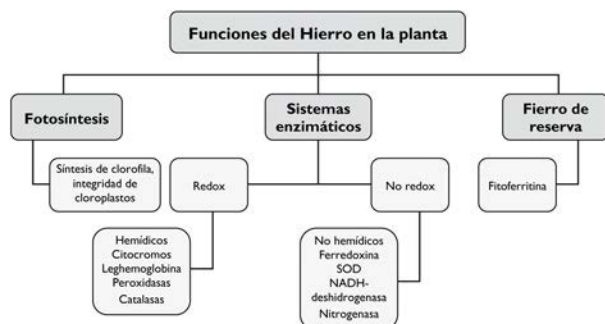 Funciones del Hierro en la planta
Fotosíntesis
Sistemas
enzimáticos
Fierro de
reserva
Síntesis de clorofila,
integridad de
cloroplastos
Redox
No redox
Fitoferritina
Hemídicos
Citocromos
Leghemoglobina
Peroxidasas
Catalasas
No hemídicos
Ferredoxina
SOD
NADH-
deshidrogenasa
Nitrogenasa